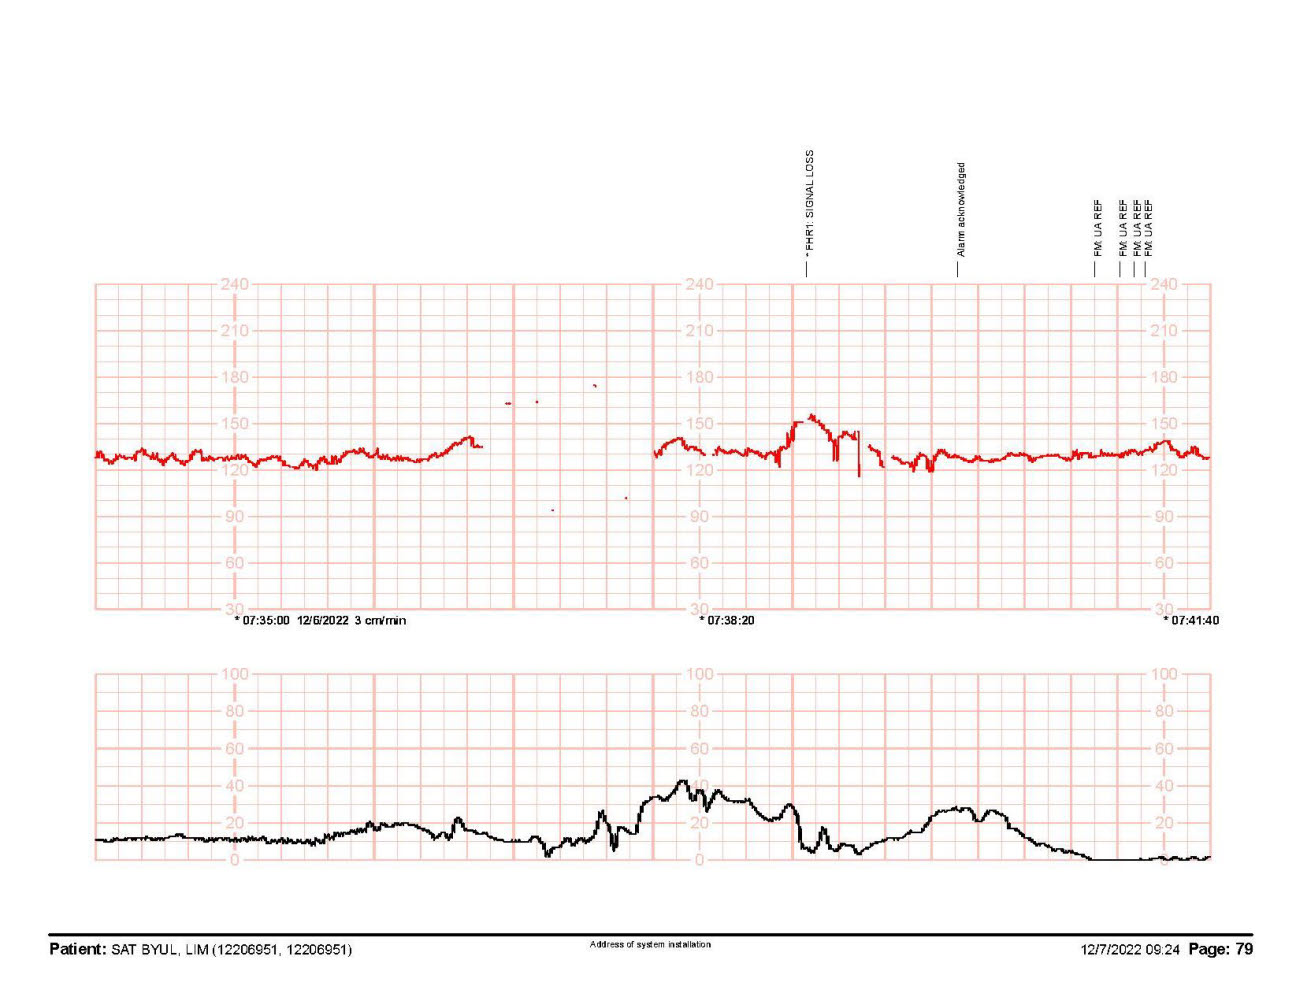 * FHR1: SIGNAL LOSS
Alarm acknowledged
FM: UA REF
FM: UA REF
FM: UA REF
FM: UA REF
240 240 240
210 210 210
180 180 180
150 150 150
120 120 120
90 90 90
60 60 60
30 30 30
* 07:35:00 12/6/2022 3 cm/min * 07:38:20 * 07:41:40
100 100 100
80 80 80
60 60 60
40 40 40
20 20 20
0 0 0
Patient: SAT BYUL, LIM (12206951, 12206951) Address of system installation 12/7/2022 09:24 Page: 79